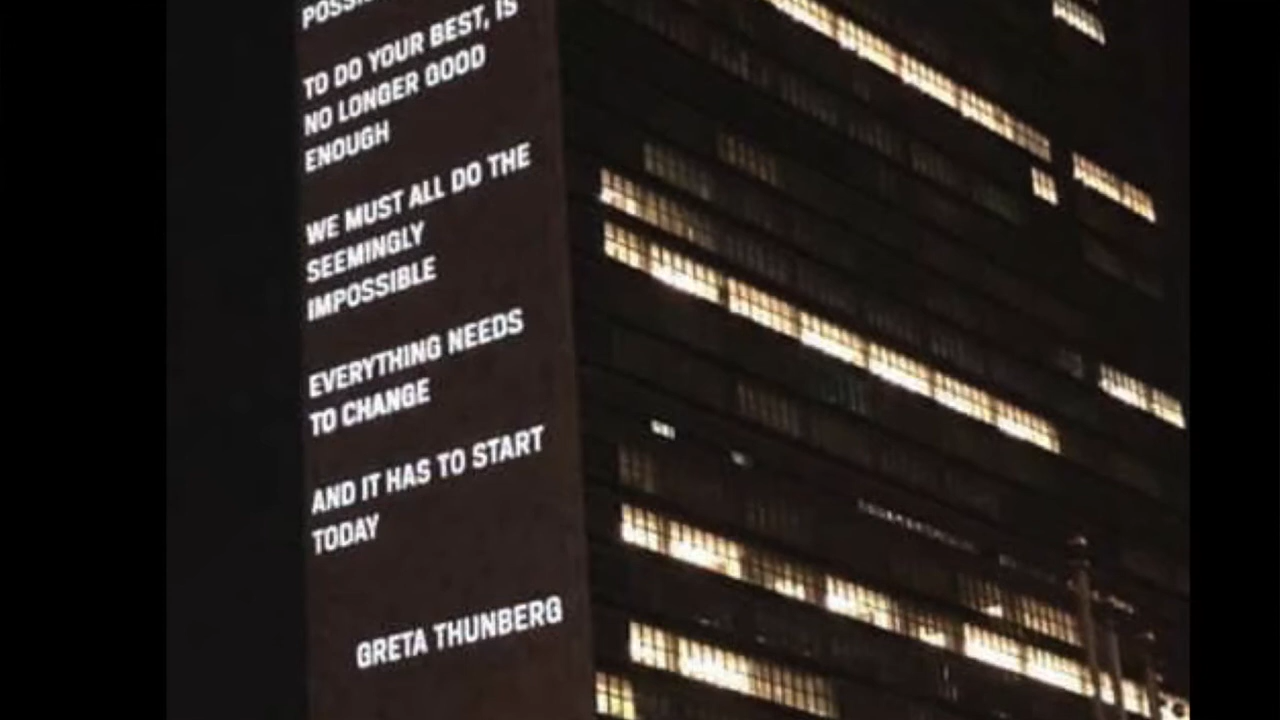 TO DO YOUR BEST, IS
NO LONGER GOOD
ENOUGH
WE MUST ALL DO THE
SEEMINGLY
IMPOSSIBLE
EVERYTHING NEEDS
TO CHANGE
AND IT HAS TO START
TODAY
GRETA THUNBERG